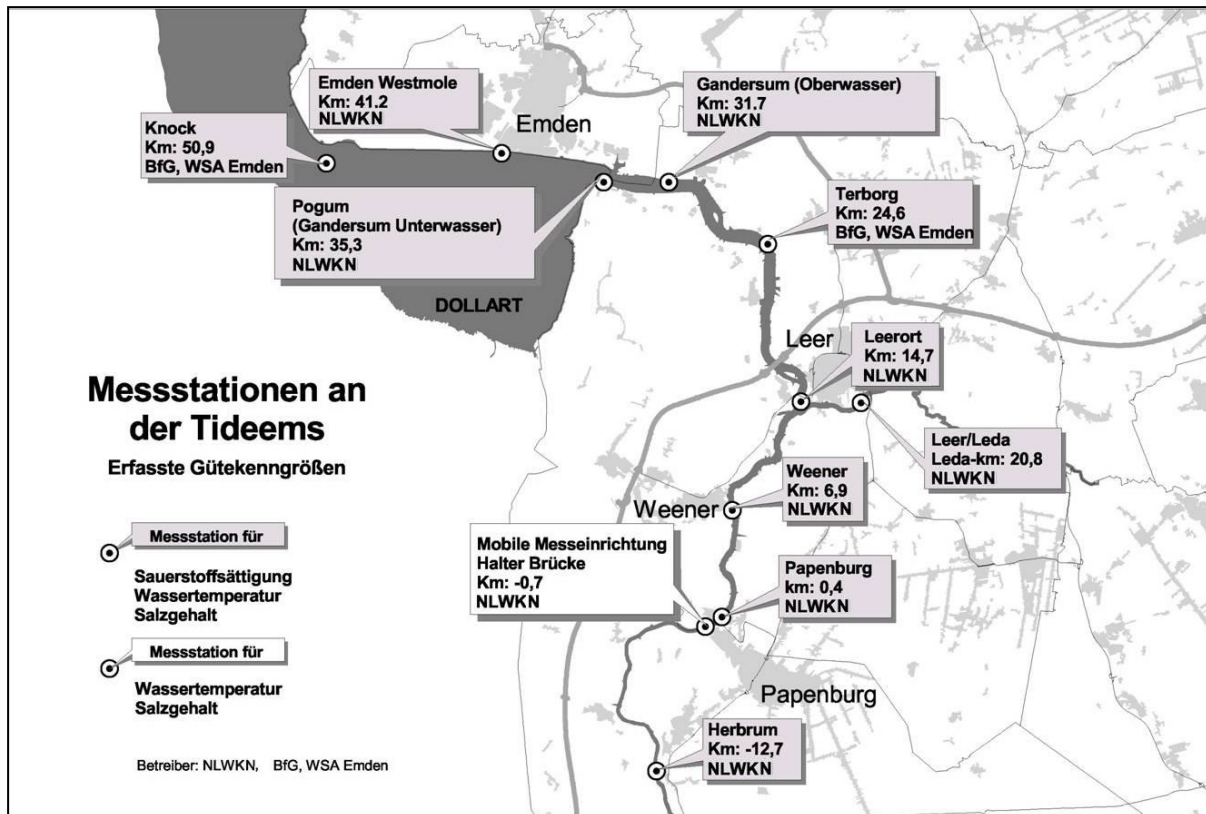 Emden Westmole
Km: 41.2
NLWKN
Gandersum (Oberwasser)
Km: 31.7
NLWKN
Emden
Knock
Km: 50,9
BfG, WSA Emden
Pogum
(Gandersum Unterwasser)
Km: 35,3
NLWKN
Terborg
Km: 24,6
BfG, WSA Emden
DOLLART
Leer
Leerort
Km: 14,7
NLWKN
Messstationen an
der Tideems
Erfasste Gütekenngrößen
Leer/Leda
Leda-km: 20,8
NLWKN
Weener
Km: 6,9
NLWKN
Weener
Mobile Messeinrichtung
Halter Brücke
Km: -0,7
NLWKN
Papenburg
km: 0,4
NLWKN
Messstation für
Sauerstoffsättigung
Wassertemperatur
Salzgehalt
Messstation für
Wassertemperatur
Salzgehalt
Papenburg
Herbrum
Km: -12,7
NLWKN
Betreiber: NLWKN, BfG, WSA Emden